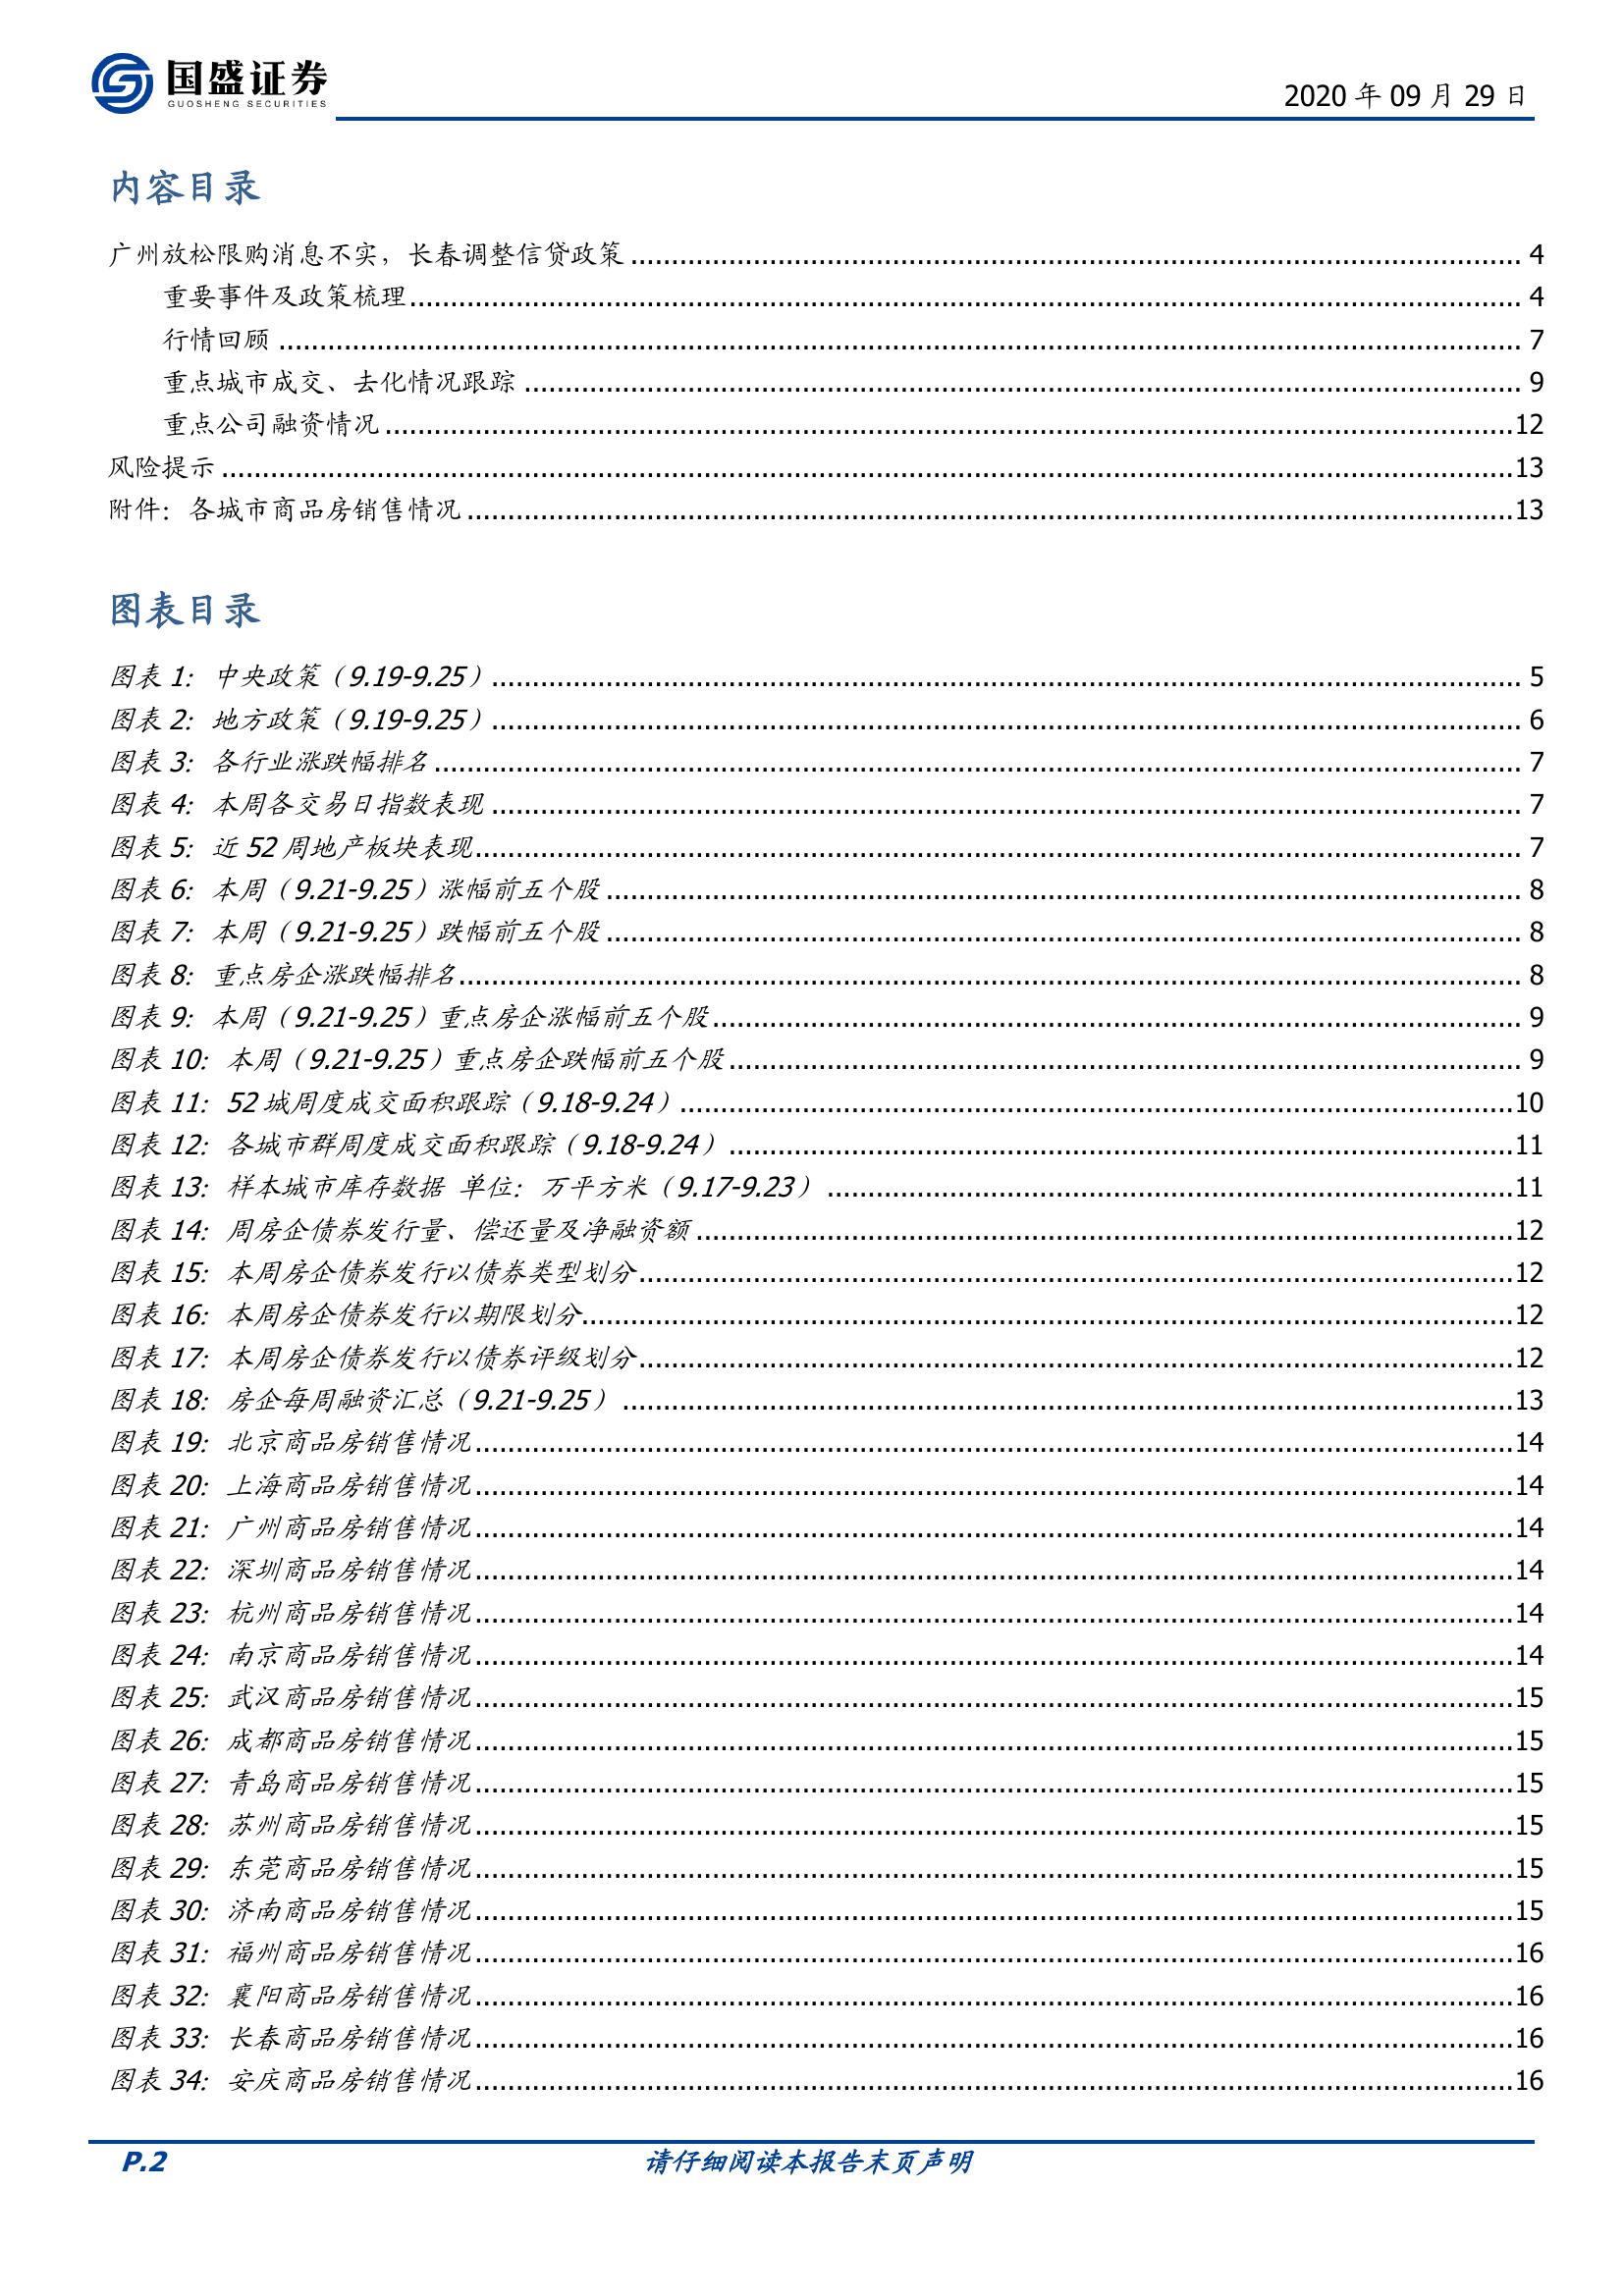 国盛证券
GUOSHENG SECURITIES
2020 年 09 月 29 日
内容目录
广州放松限购消息不实，长春调整信贷政策 4
重要事件及政策梳理 4
行情回顾 7
重点城市成交、去化情况跟踪 9
重点公司融资情况 12
风险提示 13
附件：各城市商品房销售情况 13
图表目录
图表 1：中央政策（9.19-9.25） 5
图表 2：地方政策（9.19-9.25） 6
图表 3：各行业涨跌幅排名 7
图表 4：本周各交易日指数表现 7
图表 5：近 52 周地产板块表现 7
图表 6：本周（9.21-9.25）涨幅前五个股 8
图表 7：本周（9.21-9.25）跌幅前五个股 8
图表 8：重点房企涨跌幅排名 8
图表 9：本周（9.21-9.25）重点房企涨幅前五个股 9
图表 10：本周（9.21-9.25）重点房企跌幅前五个股 9
图表 11：52 城周度成交面积跟踪（9.18-9.24） 10
图表 12：各城市群周度成交面积跟踪（9.18-9.24） 11
图表 13：样本城市库存数据 单位：万平方米（9.17-9.23） 11
图表 14：周房企债券发行量、偿还量及净融资额 12
图表 15：本周房企债券发行以债券类型划分 12
图表 16：本周房企债券发行以期限划分 12
图表 17：本周房企债券发行以债券评级划分 12
图表 18：房企每周融资汇总（9.21-9.25） 13
图表 19：北京商品房销售情况 14
图表 20：上海商品房销售情况 14
图表 21：广州商品房销售情况 14
图表 22：深圳商品房销售情况 14
图表 23：杭州商品房销售情况 14
图表 24：南京商品房销售情况 14
图表 25：武汉商品房销售情况 15
图表 26：成都商品房销售情况 15
图表 27：青岛商品房销售情况 15
图表 28：苏州商品房销售情况 15
图表 29：东莞商品房销售情况 15
图表 30：济南商品房销售情况 15
图表 31：福州商品房销售情况 16
图表 32：襄阳商品房销售情况 16
图表 33：长春商品房销售情况 16
图表 34：安庆商品房销售情况 16
P.2 请仔细阅读本报告末页声明